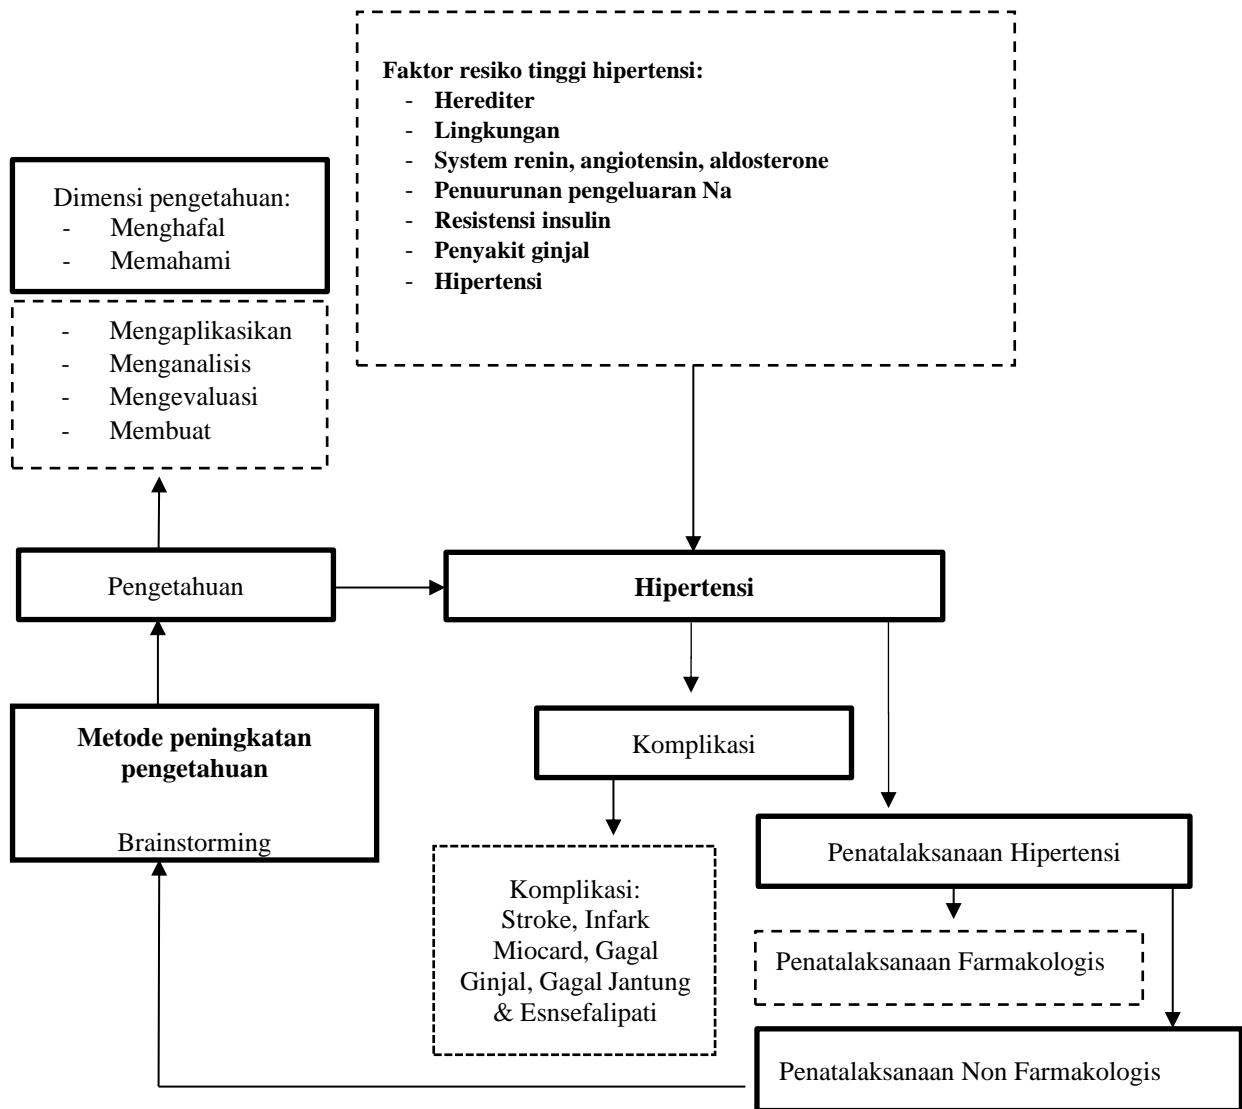 Faktor resiko tinggi hipertensi:
- Herediter
- Lingkungan
- System renin, angiotensin, aldosterone
- Penuurunan pengeluaran Na
- Resistensi insulin
- Penyakit ginjal
- Hipertensi
Dimensi pengetahuan:
- Menghafal
- Memahami
- Mengaplikasikan
- Menganalisis
- Mengevaluasi
- Membuat
Pengetahuan
Hipertensi
Metode peningkatan
pengetahuan
Brainstorming
Komplikasi
Komplikasi:
Stroke, Infark
Miocard, Gagal
Ginjal, Gagal Jantung
& Esnsefalipati
Penatalaksanaan Hipertensi
Penatalaksanaan Farmakologis
Penatalaksanaan Non Farmakologis